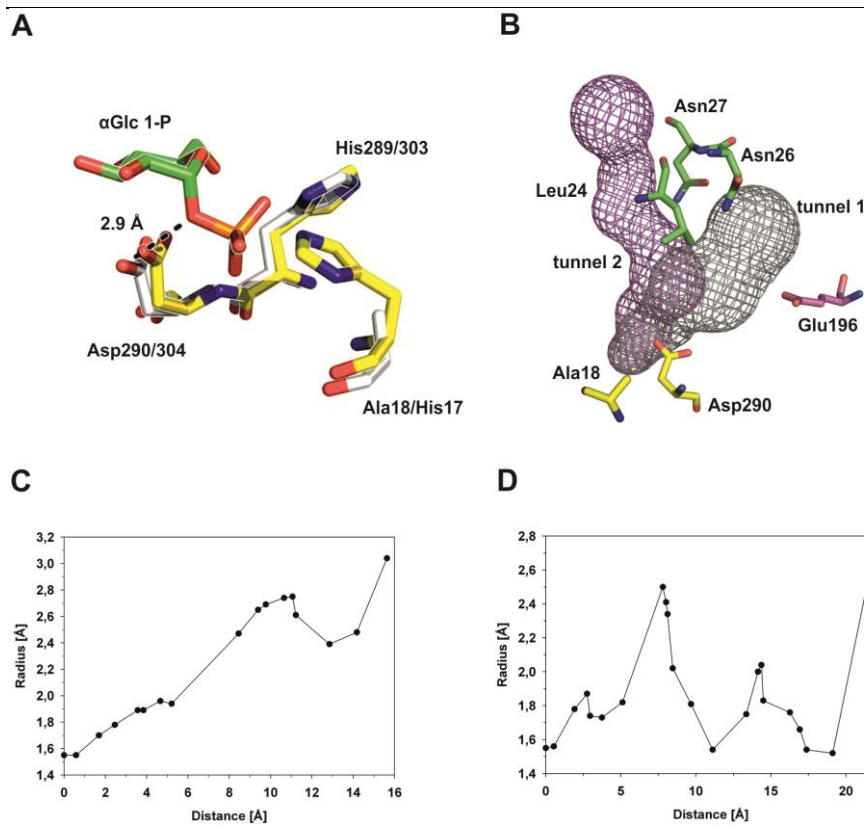 A
αGlc 1-P
His289/303
2.9 Å
Asp290/304
Ala18/His17
B
Asn27
Asn26
Leu24
tunnel 1
tunnel 2
Glu196
Ala18
Asp290
C
3,2
3,0
2,8
2,6
2,4
2,2
2,0
1,8
1,6
1,4
Radius [Å]
0 2 4 6 8 10 12 14 16
Distance [Å]
D
2,8
2,6
2,4
2,2
2,0
1,8
1,6
1,4
Radius [Å]
0 5 10 15 20
Distance [Å]